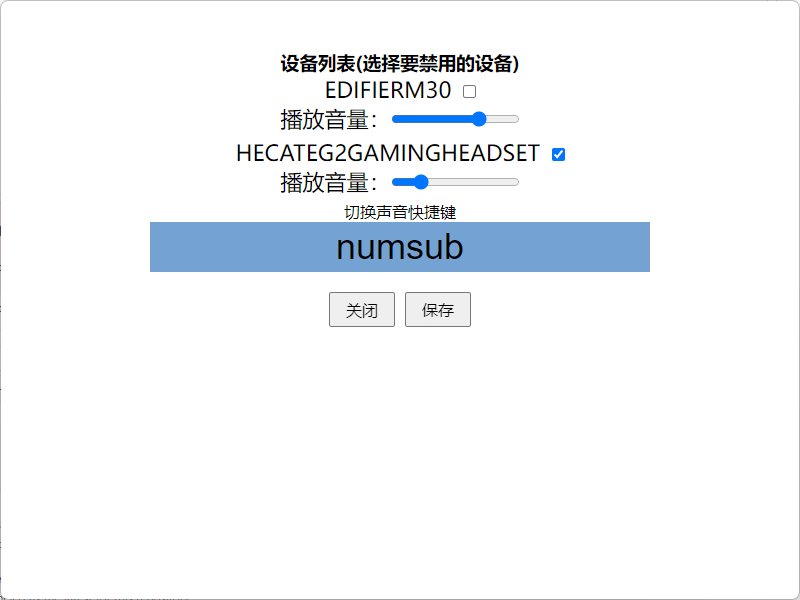 设备列表(选择要禁用的设备)
EDIFIERM30
播放音量：
HECATEG2GAMINGHEADSET
播放音量：
切换声音快捷键
numsub
关闭 保存